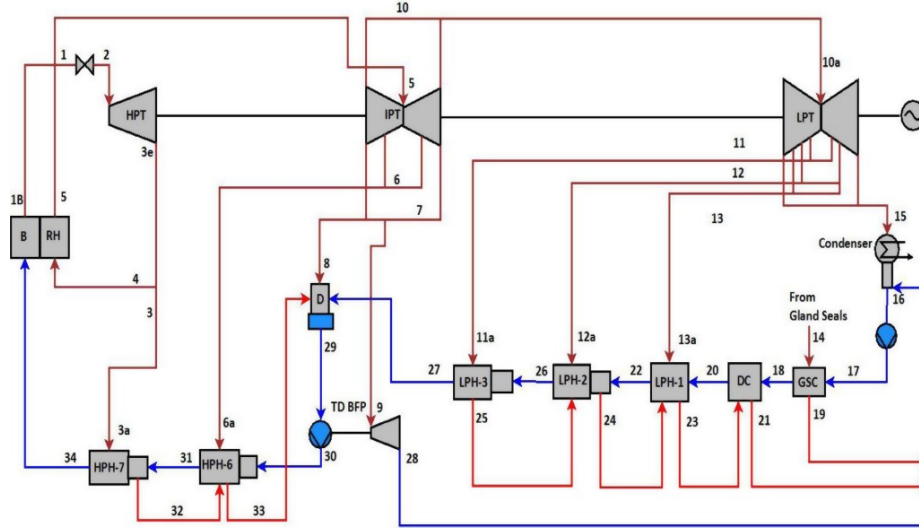 10
1
2
5
10a
HPT
IPT
LPT
3e
11
6
12
1B
5
7
13
15
B
RH
8
Condenser
4
D
16
3
From
Gland Seals
29
11a
12a
13a
14
27
26
22
20
18
17
LPH-3
LPH-2
LPH-1
DC
GSC
TD BFP
9
25
24
23
21
19
3a
6a
30
28
34
HPH-7
31
HPH-6
32
33